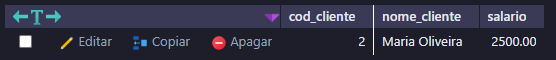 ←T→ cod_cliente nome_cliente salario
Editar Copiar Apagar 2 Maria Oliveira 2500.00